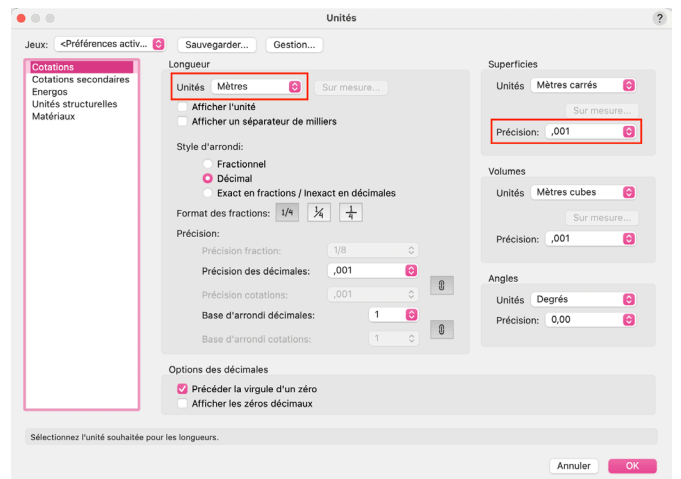 Unités
?
Jeux: <Préférences activ... Sauvegarder... Gestion...
Cotations
Cotations secondaires
Energos
Unités structurelles
Matériaux
Longueur
Unités Mètres Sur mesure...
Afficher l'unité
Afficher un séparateur de milliers
Style d'arrondi:
Fractionnel
Décimal
Exact en fractions / Inexact en décimales
Format des fractions: 1/4 1/4 1/4
Précision:
Précision fraction: 1/8
Précision des décimales: ,001
Précision cotations: ,001
Base d'arrondi décimales: 1
Base d'arrondi cotations: 1
Superficies
Unités Mètres carrés
Sur mesure...
Précision: ,001
Volumes
Unités Mètres cubes
Sur mesure...
Précision: ,001
Angles
Unités Degrés
Précision: 0,00
Options des décimales
Précéder la virgule d'un zéro
Afficher les zéros décimaux
Sélectionnez l'unité souhaitée pour les longueurs.
Annuler OK